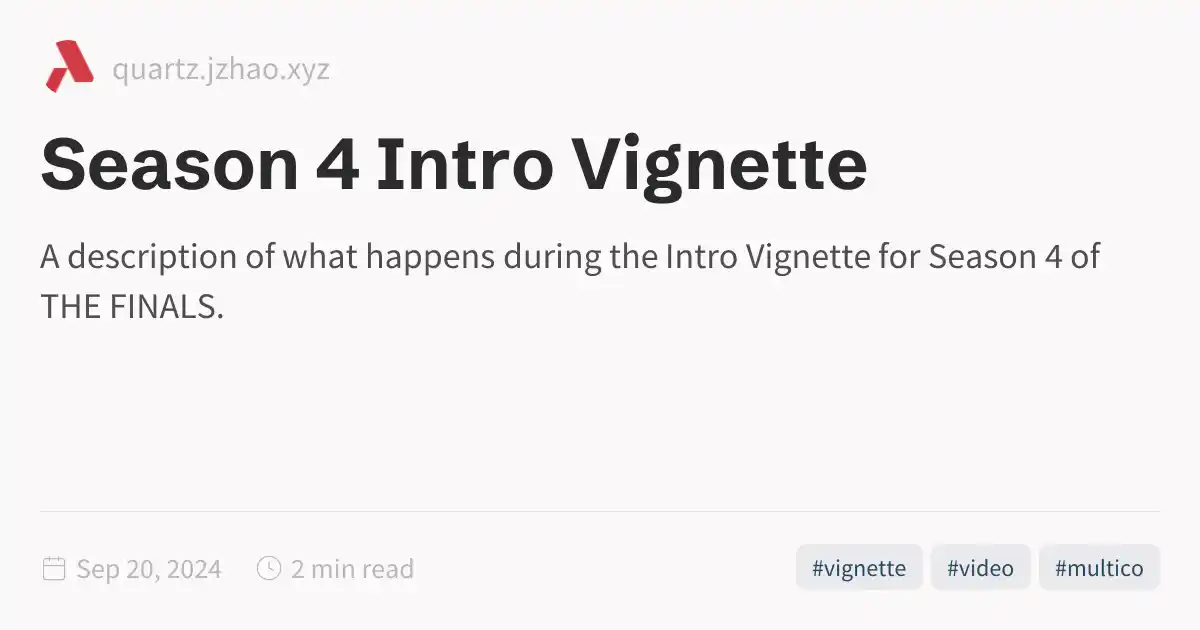 quartz.jzhao.xyz
Season 4 Intro Vignette
A description of what happens during the Intro Vignette for Season 4 of
THE FINALS.
Sep 20, 2024 2 min read #vignette #video #multico